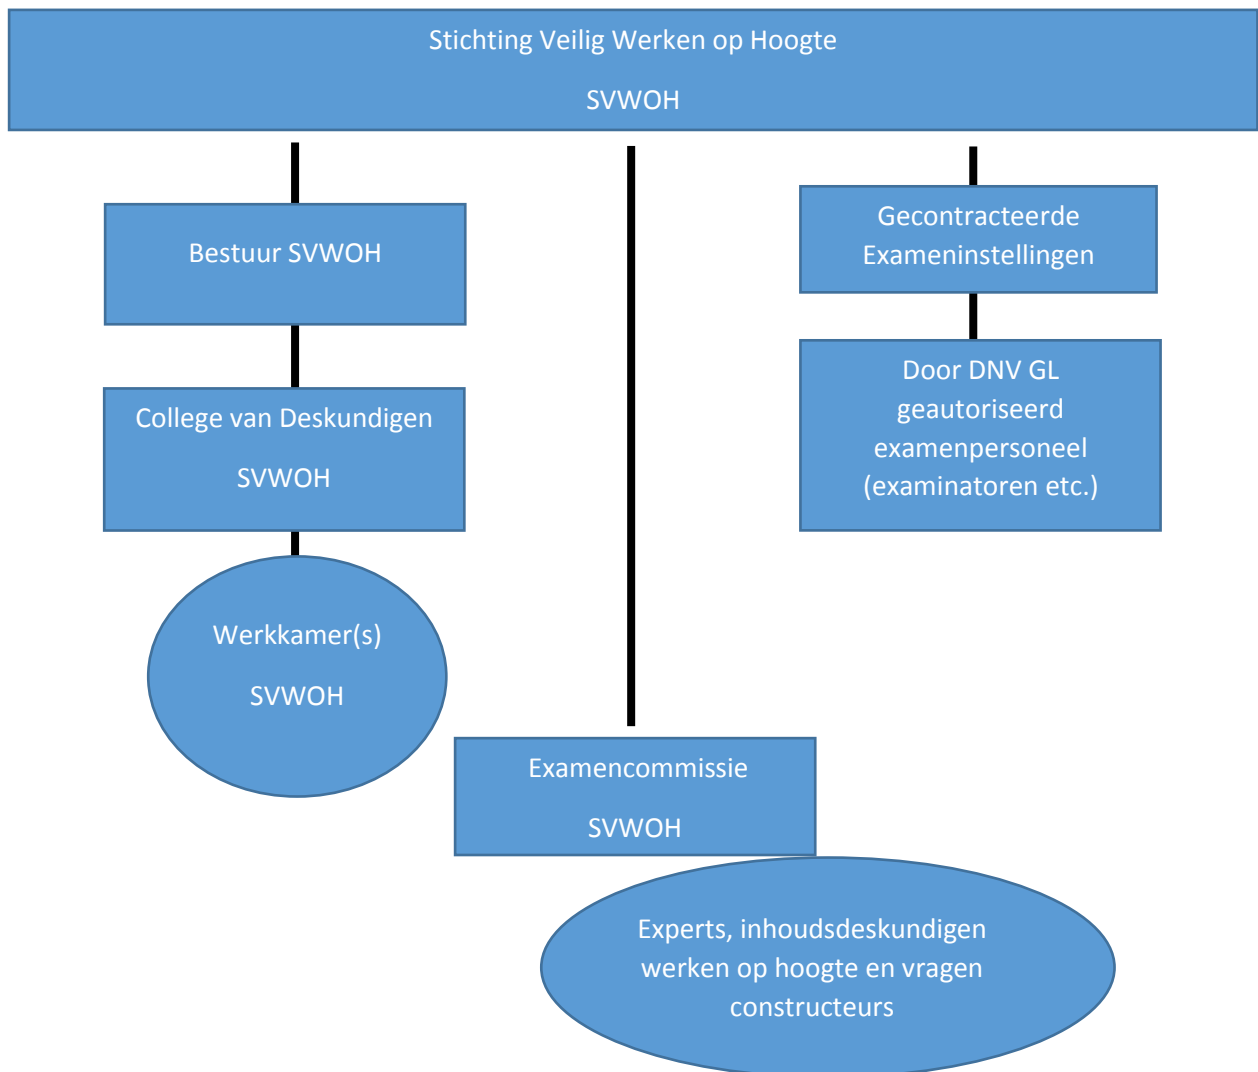 Stichting Veilig Werken op Hoogte
SVWOH
Bestuur SVWOH
College van Deskundigen
SVWOH
Werkkamer(s)
SVWOH
Examencommissie
SVWOH
Experts, inhoudsdeskundigen
werken op hoogte en vragen
constructeurs
Gecontracteerde
Exameninstellingen
Door DNV GL
geautoriseerd
examenpersoneel
(examinatoren etc.)